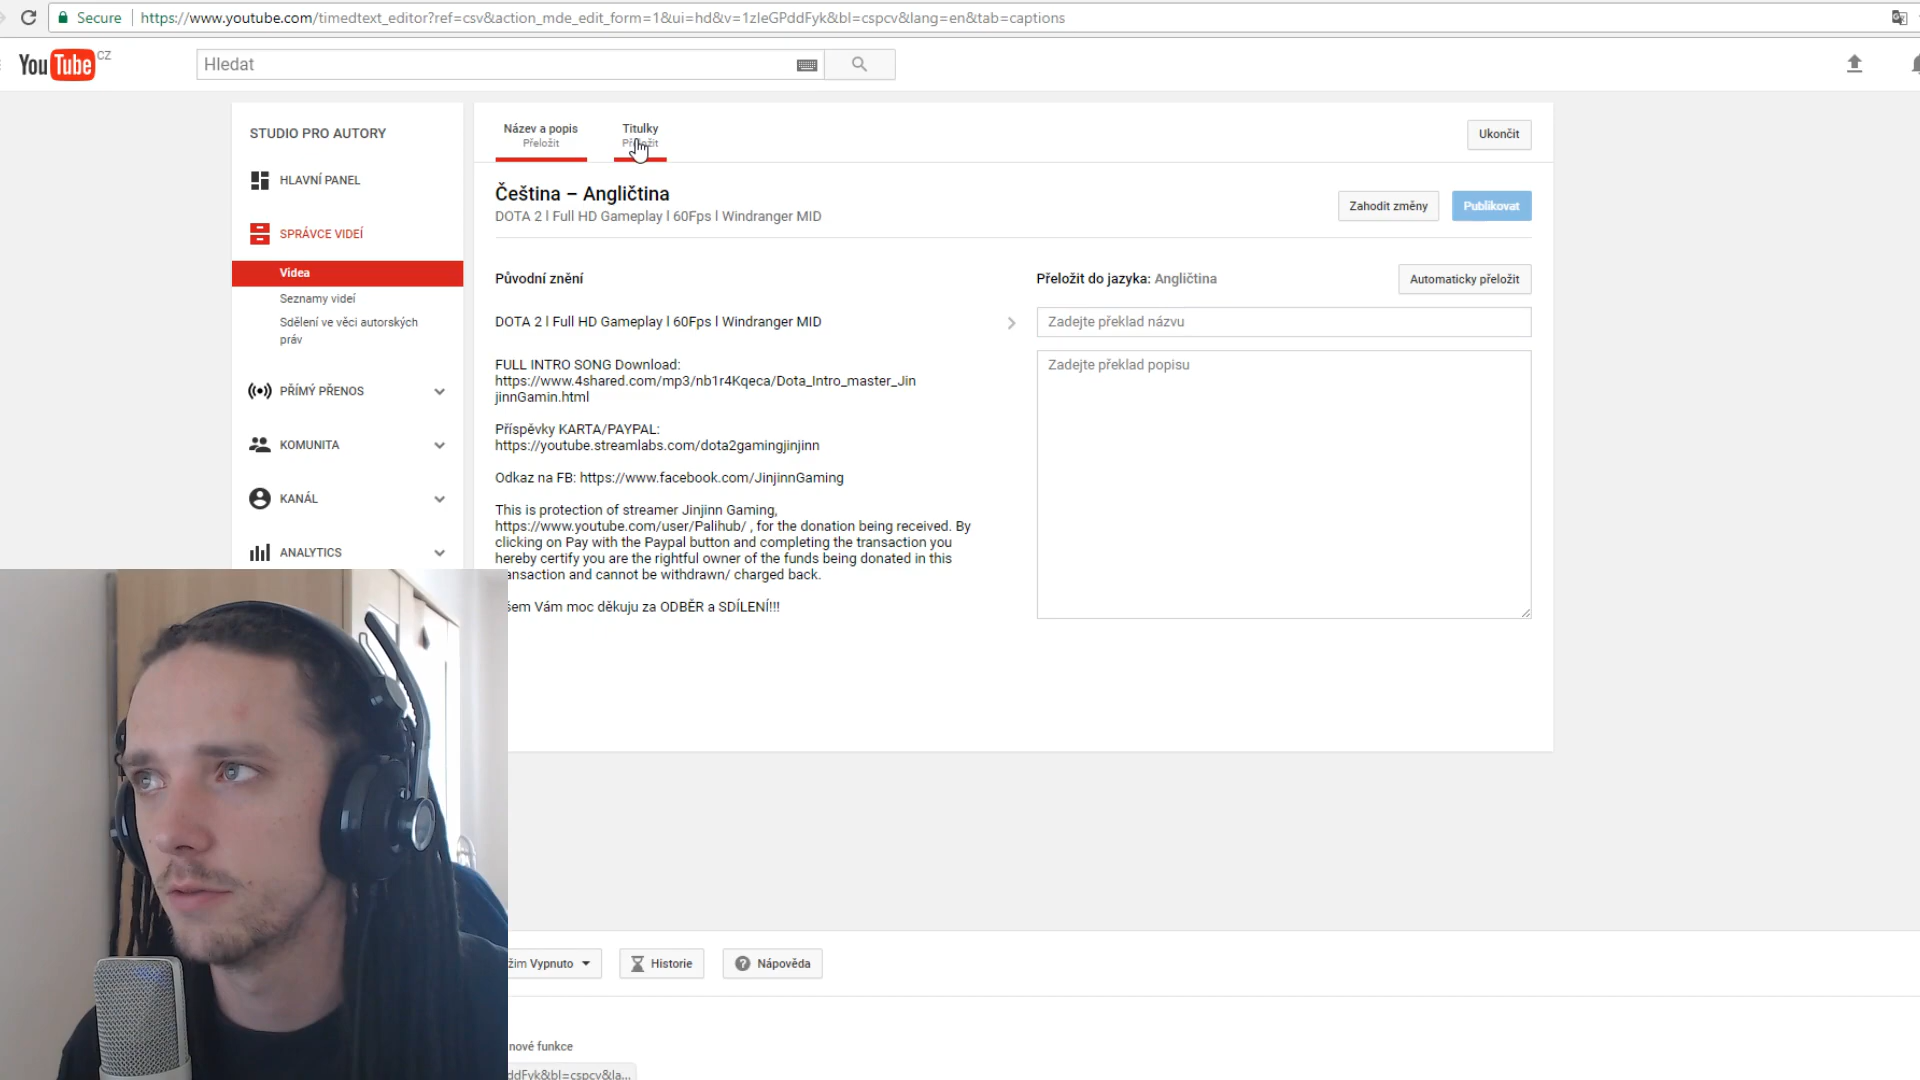 Secure https://www.youtube.com/timedtext_editor?ref=csv&action_mde_edit_form=1&ui=hd&v=1zleGPddFyk&bl=cspcv&lang=en&tab=captions
YouTube CZ
Hledat
STUDIO PRO AUTORY
HLAVNÍ PANEL
SPRÁVCE VIDEÍ
Videa
Seznamy videí
Sdělení ve věci autorských
práv
PŘÍMÝ PŘENOS
KOMUNITA
KANÁL
ANALYTICS
Název a popis
Přeložit
Titulky
Ukončit
Čeština – Angličtina
DOTA 2 l Full HD Gameplay l 60Fps l Windranger MID
Zahodit změny
Publikovat
Původní znění
Přeložit do jazyka: Angličtina
Automaticky přeložit
DOTA 2 l Full HD Gameplay l 60Fps l Windranger MID
Zadejte překlad názvu
FULL INTRO SONG Download:
https://www.4shared.com/mp3/nb1r4Kqeca/Dota_Intro_master_Jin
jinnGamin.html
Příspěvky KARTA/PAYPAL:
https://youtube.streamlabs.com/dota2gamingjinjinn
Odkaz na FB: https://www.facebook.com/JinjinnGaming
This is protection of streamer Jinjinn Gaming,
https://www.youtube.com/user/Palihub/ , for the donation being received. By
clicking on Pay with the Paypal button and completing the transaction you
hereby certify you are the rightful owner of the funds being donated in this
ansaction and cannot be withdrawn/ charged back.
šem Vám moc děkuju za ODBĚR a SDÍLENÍ!!!
Zadejte překlad popisu
žim Vypnuto
Historie
Nápověda
nové funkce
ddFyk&bl=cspcv&la...